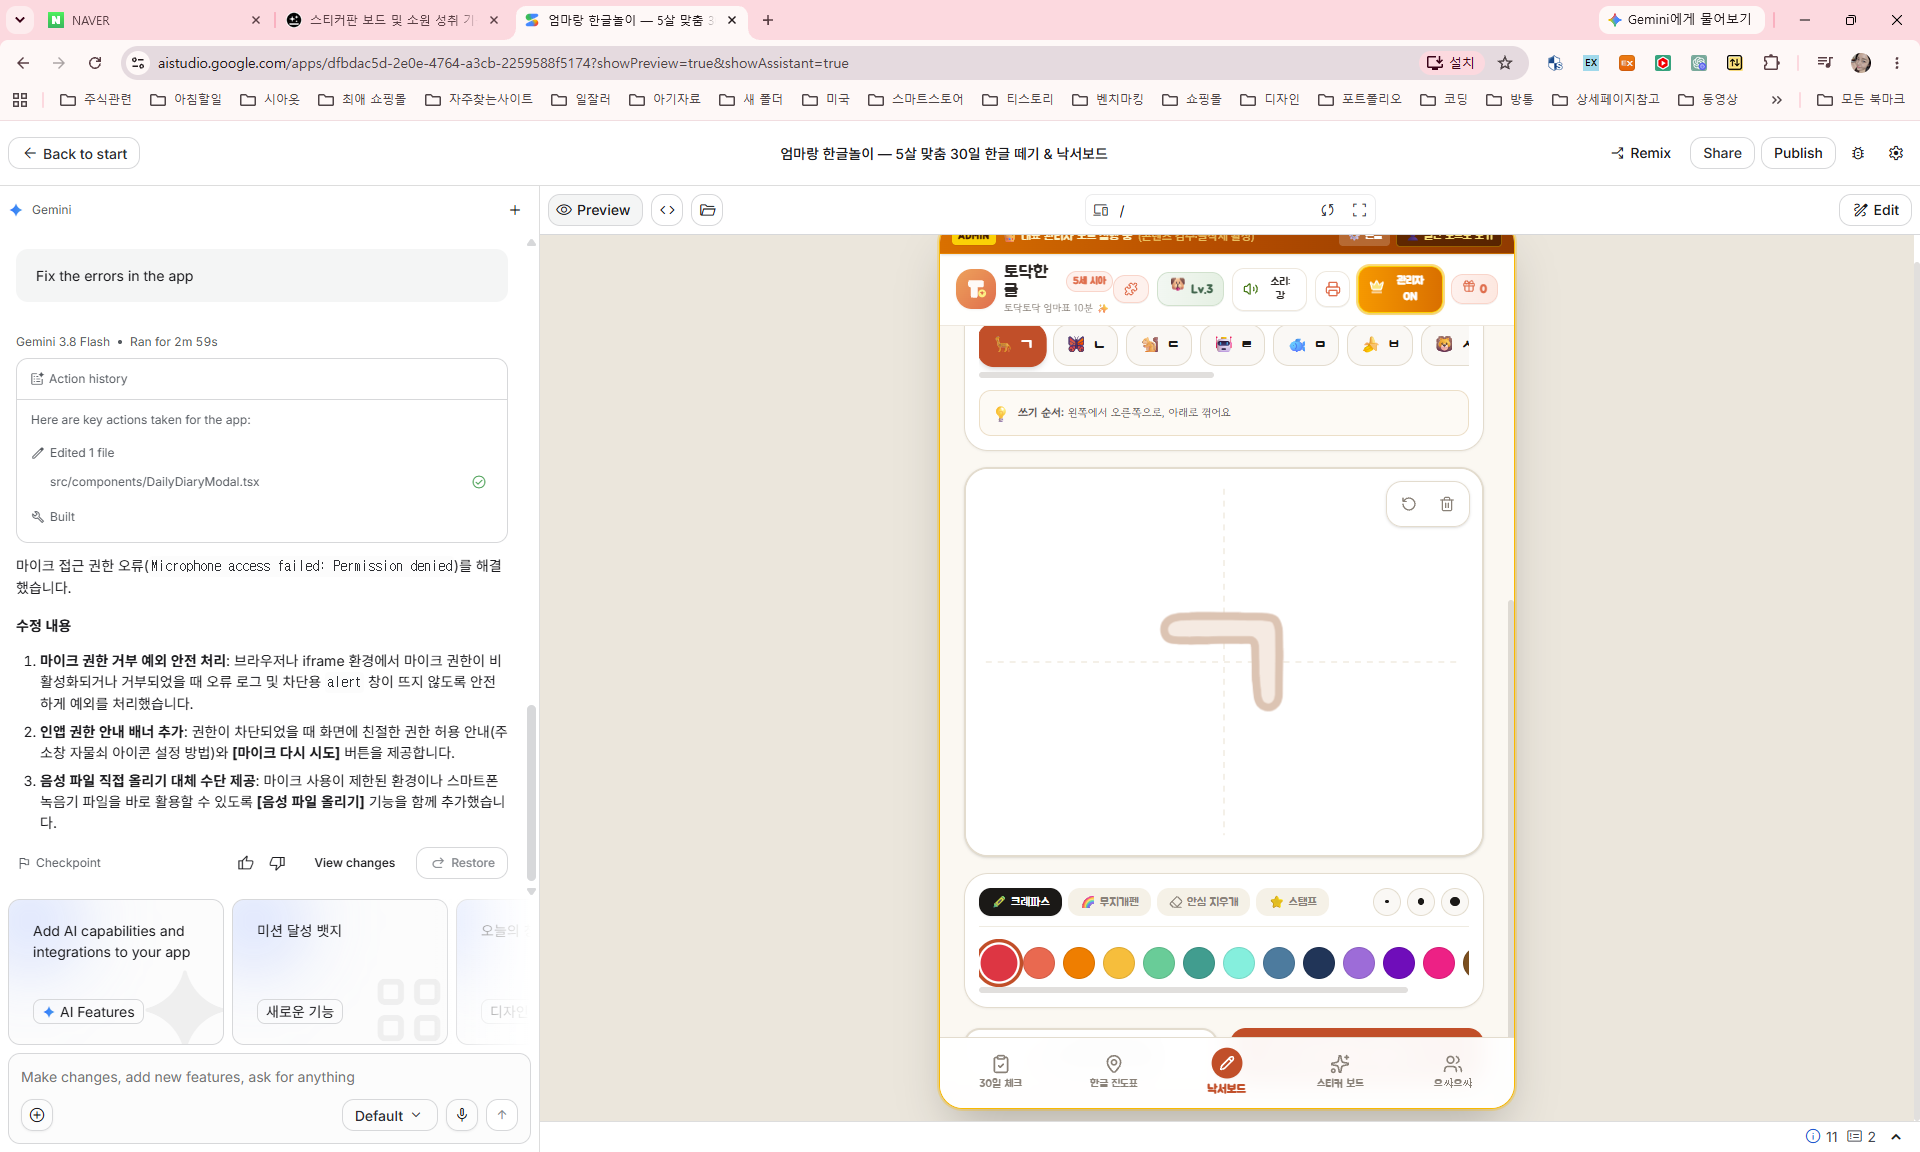 NAVER
스티커판 보드 및 소원 성취 기
엄마랑 한글놀이 — 5살 맞춤 3
Gemini에게 물어보기
aistudio.google.com/apps/dfbdac5d-2e0e-4764-a3cb-2259588f5174?showPreview=true&showAssistant=true
설치
주식관련
아침할일
시아옷
최애 쇼핑몰
자주찾는사이트
일잘러
아기자료
새 폴더
미국
스마트스토어
티스토리
벤치마킹
쇼핑몰
디자인
포트폴리오
코딩
방통
상세페이지참고
동영상
모든 북마크
Back to start
엄마랑 한글놀이 — 5살 맞춤 30일 한글 떼기 & 낙서보드
Remix
Share
Publish
Gemini
Preview
/
Edit
Fix the errors in the app
Gemini 3.8 Flash • Ran for 2m 59s
Action history
Here are key actions taken for the app:
Edited 1 file
src/components/DailyDiaryModal.tsx
Built
마이크 접근 권한 오류(Microphone access failed: Permission denied)를 해결
했습니다.
수정 내용
1. 마이크 권한 거부 예외 안전 처리: 브라우저나 iframe 환경에서 마이크 권한이 비
활성화되거나 거부되었을 때 오류 로그 및 차단용 alert 창이 뜨지 않도록 안전
하게 예외를 처리했습니다.
2. 인앱 권한 안내 배너 추가: 권한이 차단되었을 때 화면에 친절한 권한 허용 안내(주
소창 자물쇠 아이콘 설정 방법)와 [마이크 다시 시도] 버튼을 제공합니다.
3. 음성 파일 직접 올리기 대체 수단 제공: 마이크 사용이 제한된 환경이나 스마트폰
녹음기 파일을 바로 활용할 수 있도록 [음성 파일 올리기] 기능을 함께 추가했습니
다.
Checkpoint
View changes
Restore
Add AI capabilities and
integrations to your app
AI Features
미션 달성 뱃지
새로운 기능
오늘의
디자인
Make changes, add new features, ask for anything
Default
ADMIN
토닥한
글
토닥토닥 엄마표 10분
5세 시아
Lv.3
소리:
강
관리자
ON
0
ㄱ
ㄴ
ㄷ
ㄹ
ㅁ
ㅂ
ㅅ
쓰기 순서: 왼쪽에서 오른쪽으로, 아래로 꺾어요
ㄱ
크레파스
무지개펜
안심 지우개
스탬프
30일 체크
한글 진도표
낙서보드
스티커 보드
으쌰으쌰
11
2